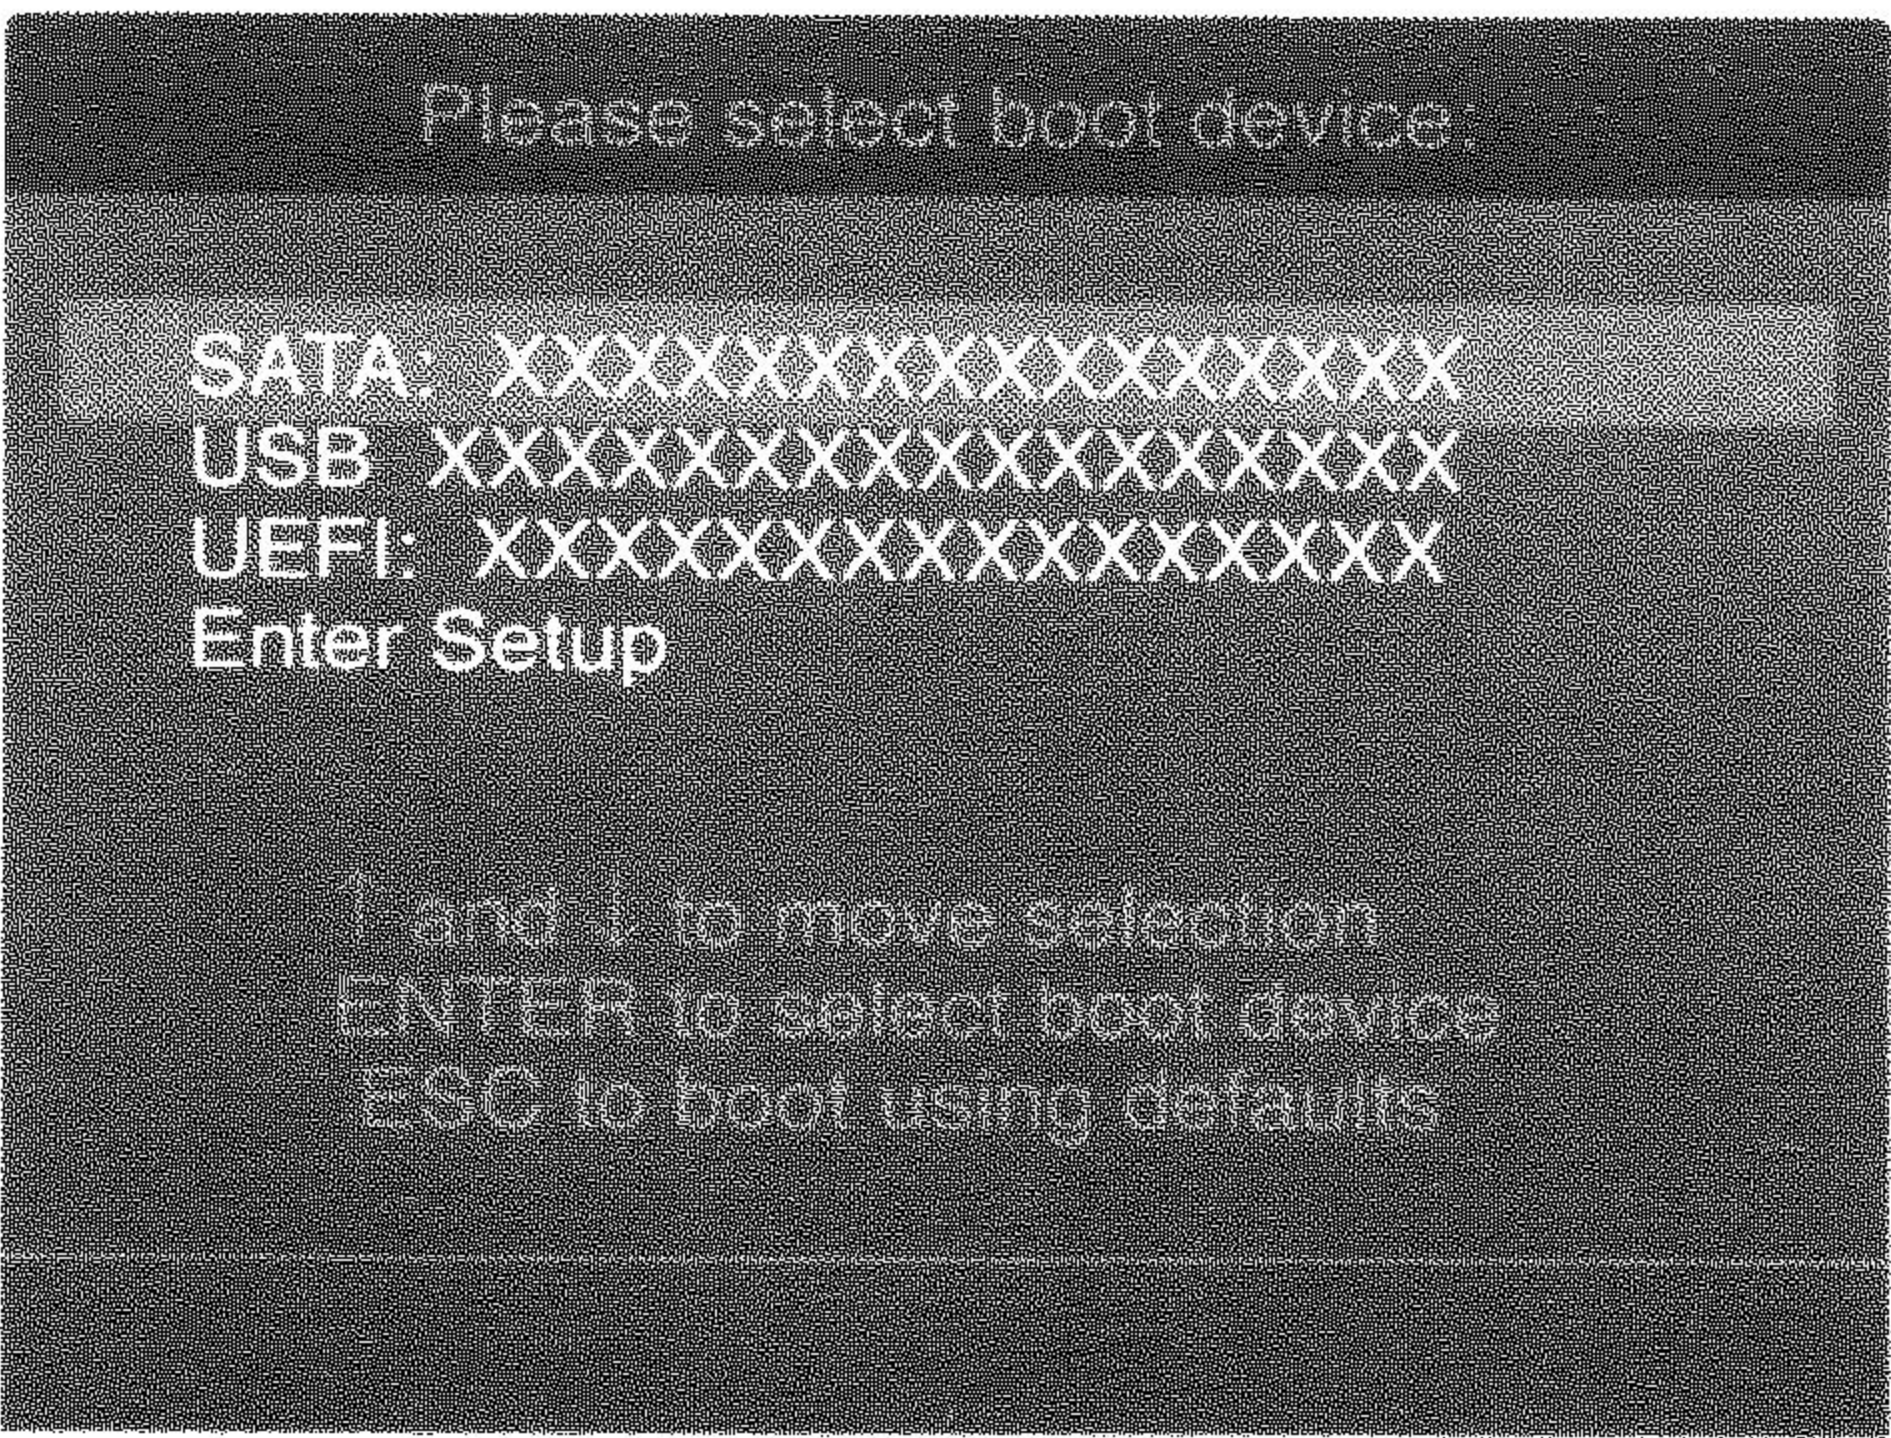 Please select boot device:
SATA: XXXXXXXXXXXXXXXX
USB XXXXXXXXXXXXXXXXX
UEFI: XXXXXXXXXXXXXXXX
Enter Setup
↑ and ↓ to move selection
ENTER to select boot device
ESC to boot using defaults